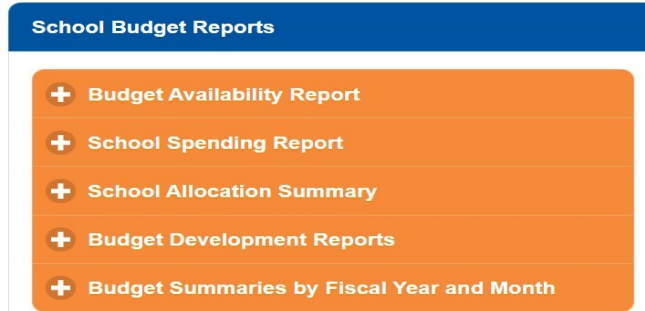 School Budget Reports
Budget Availability Report
School Spending Report
School Allocation Summary
Budget Development Reports
Budget Summaries by Fiscal Year and Month